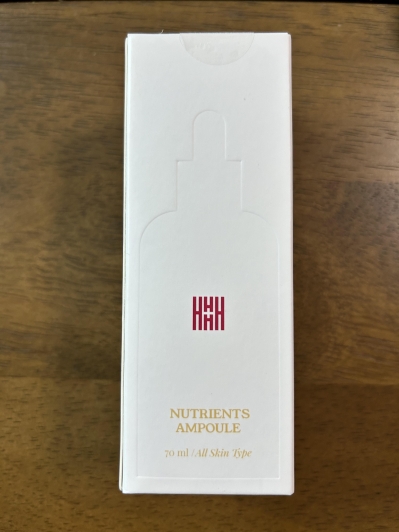 NUTRIENTS
AMPOULE
70 ml /All Skin Type